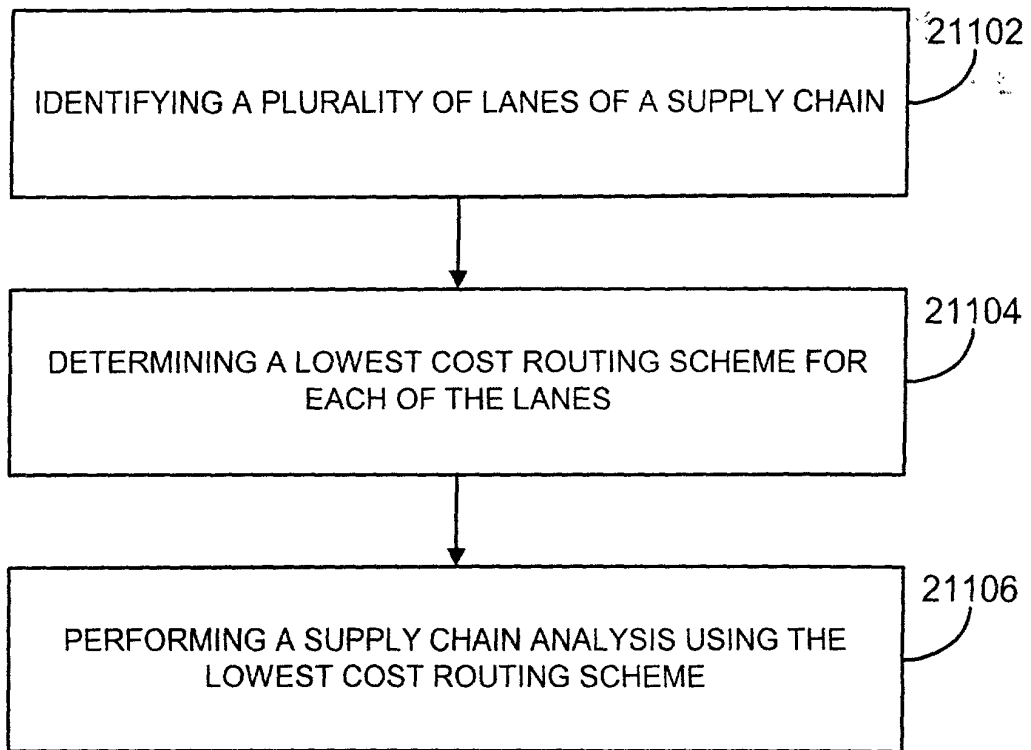 21102
IDENTIFYING A PLURALITY OF LANES OF A SUPPLY CHAIN
21104
DETERMINING A LOWEST COST ROUTING SCHEME FOR
EACH OF THE LANES
21106
PERFORMING A SUPPLY CHAIN ANALYSIS USING THE
LOWEST COST ROUTING SCHEME